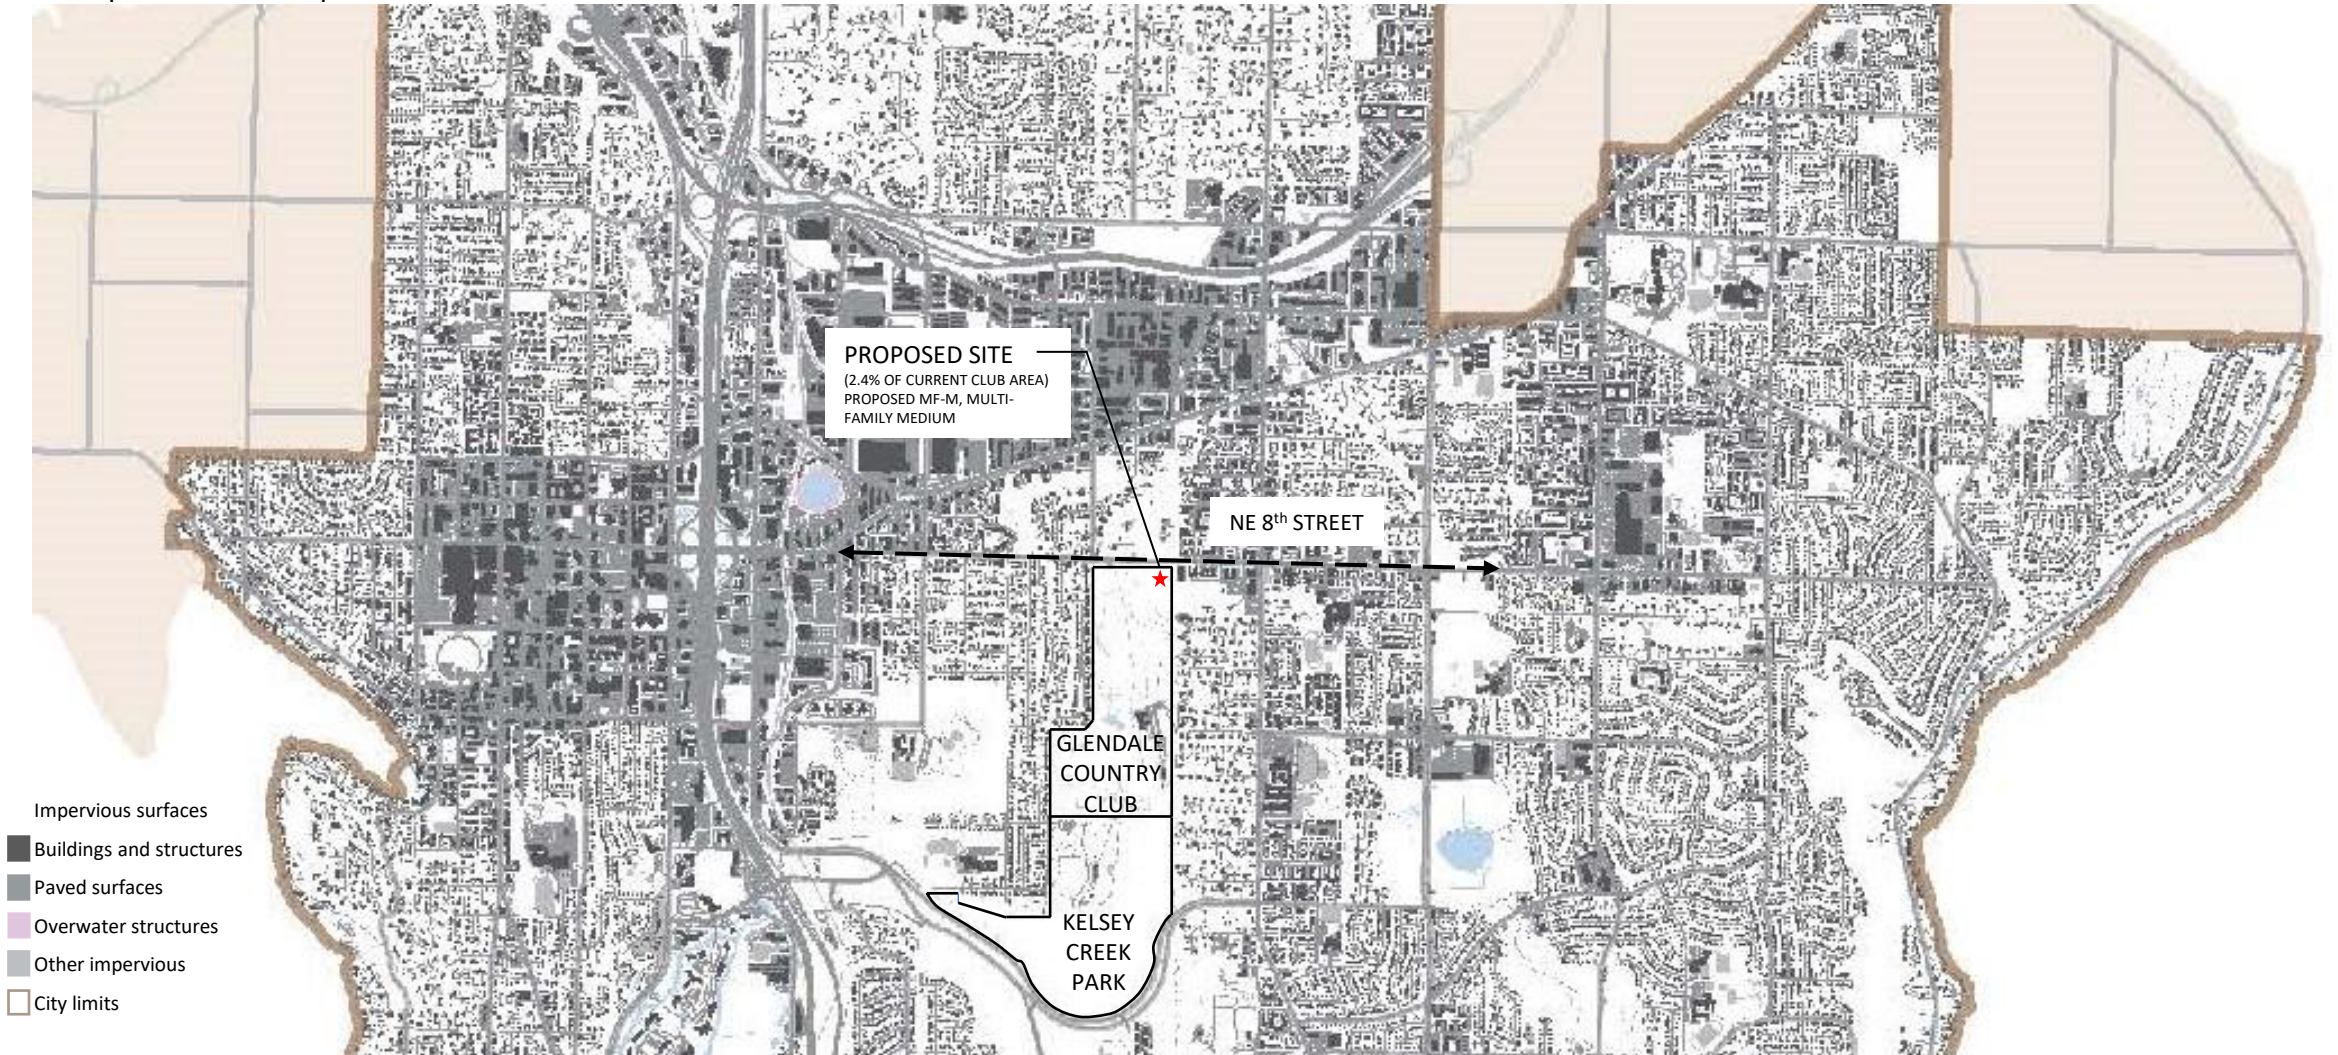 PROPOSED SITE
(2.4% OF CURRENT CLUB AREA)
PROPOSED MF-M, MULTI-
FAMILY MEDIUM
NE 8th STREET
GLENDALE
COUNTRY
CLUB
KELSEY
CREEK
PARK
Impervious surfaces
Buildings and structures
Paved surfaces
Overwater structures
Other impervious
City limits